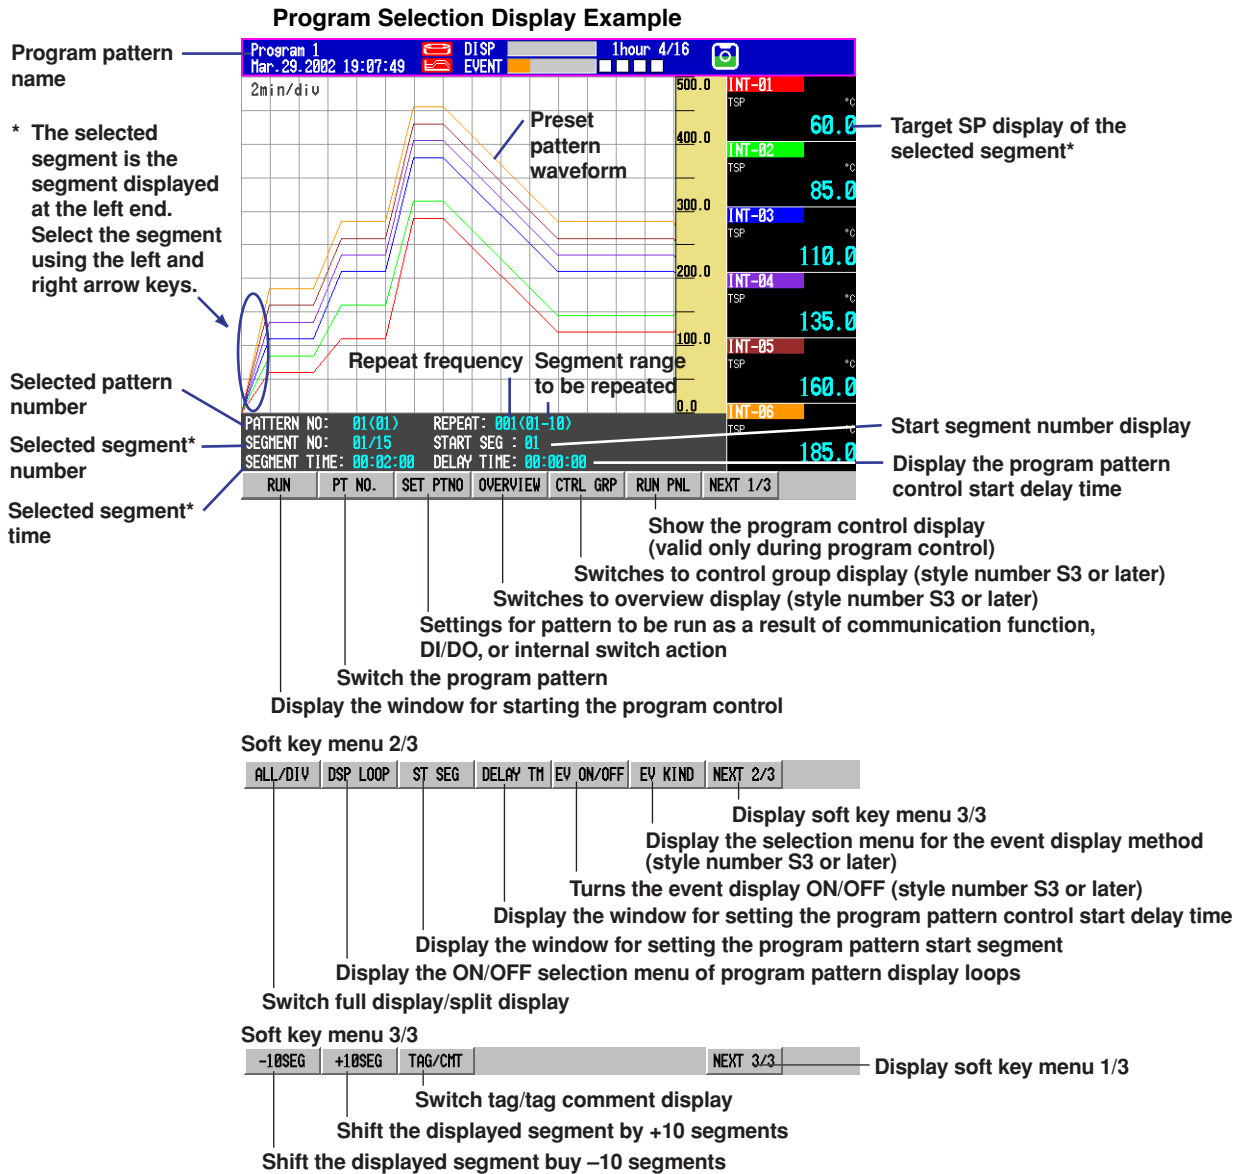 Program Selection Display Example
Program pattern
name
Program 1
Mar.29.2002 19:07:49
DISP
EVENT
1hour 4/16
2min/div
* The selected
segment is the
segment displayed
at the left end.
Select the segment
using the left and
right arrow keys.
Preset
pattern
waveform
500.0
400.0
300.0
200.0
100.0
0.0
INT-01
TSP
°C
60.0
INT-02
TSP
°C
85.0
INT-03
TSP
°C
110.0
INT-04
TSP
°C
135.0
INT-05
TSP
°C
160.0
INT-06
TSP
°C
185.0
Target SP display of the
selected segment*
Repeat frequency
Segment range
to be repeated
Selected pattern
number
Selected segment*
number
Selected segment*
time
PATTERN NO: 01(01) REPEAT: 001(01-10)
SEGMENT NO: 01/15 START SEG : 01
SEGMENT TIME: 00:02:00 DELAY TIME: 00:00:00
Start segment number display
Display the program pattern
control start delay time
RUN PT NO. SET PTNO OVERVIEW CTRL GRP RUN PNL NEXT 1/3
Show the program control display
(valid only during program control)
Switches to control group display (style number S3 or later)
Switches to overview display (style number S3 or later)
Settings for pattern to be run as a result of communication function,
DI/DO, or internal switch action
Switch the program pattern
Display the window for starting the program control
Soft key menu 2/3
ALL/DIV DSP LOOP ST SEG DELAY TM EV ON/OFF EV KIND NEXT 2/3
Display soft key menu 3/3
Display the selection menu for the event display method
(style number S3 or later)
Turns the event display ON/OFF (style number S3 or later)
Display the window for setting the program pattern control start delay time
Display the window for setting the program pattern start segment
Display the ON/OFF selection menu of program pattern display loops
Switch full display/split display
Soft key menu 3/3
-10SEG +10SEG TAG/CMT NEXT 3/3
Display soft key menu 1/3
Switch tag/tag comment display
Shift the displayed segment by +10 segments
Shift the displayed segment buy –10 segments